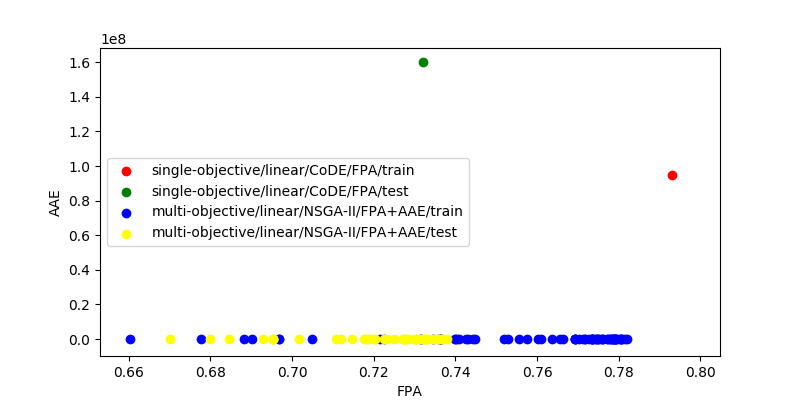 1e8
1.6
1.4
1.2
1.0
0.8
0.6
0.4
0.2
0.0
AAE
single-objective/linear/CoDE/FPA/train
single-objective/linear/CoDE/FPA/test
multi-objective/linear/NSGA-II/FPA+AAE/train
multi-objective/linear/NSGA-II/FPA+AAE/test
0.66 0.68 0.70 0.72 0.74 0.76 0.78 0.80
FPA